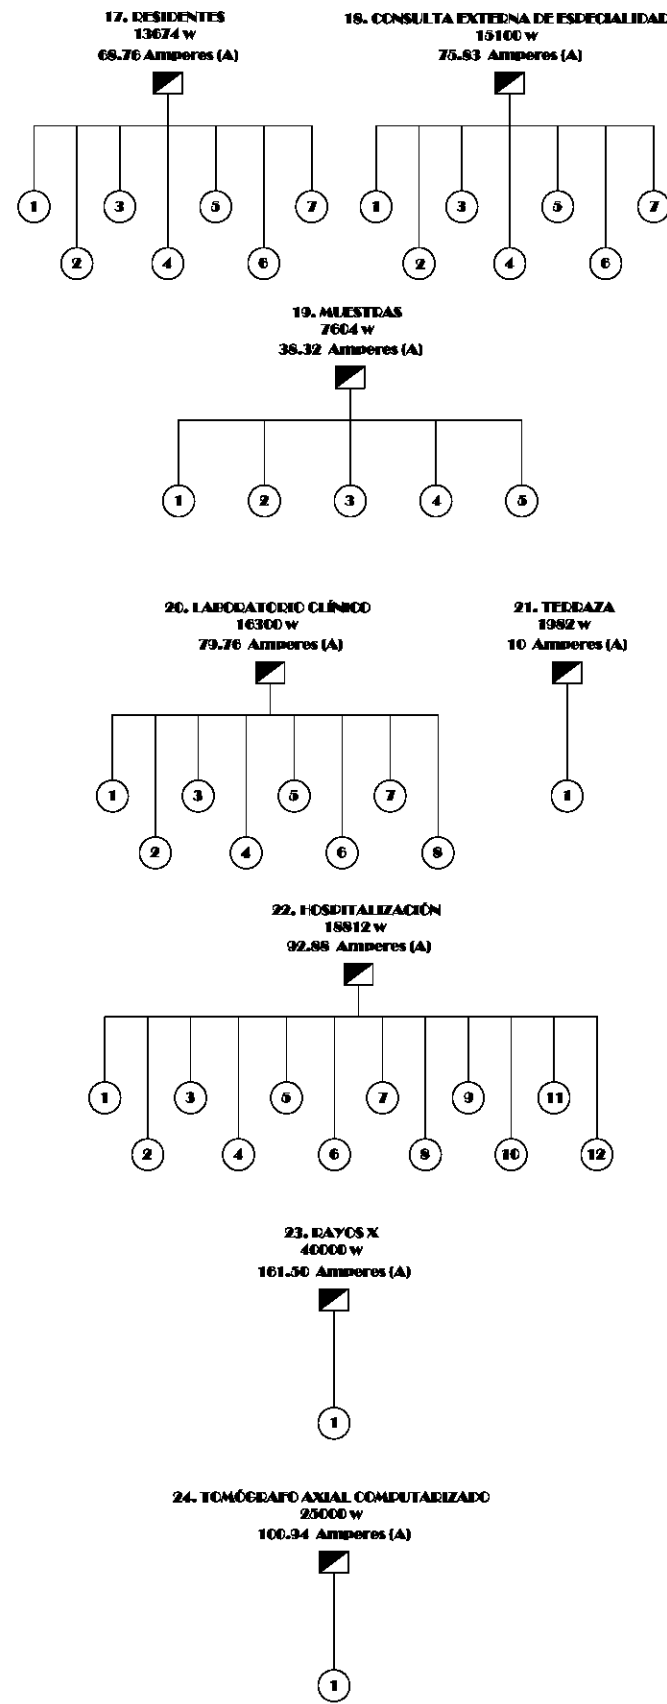 17. RESIDENTES
13674 w
68.76 Amperes (A)
1
3
5
7
2
4
6
18. CONSULTA EXTERNA DE ESPECIALIDAD
15100 w
75.83 Amperes (A)
1
3
5
7
2
4
6
19. MUESTRAS
7604 w
38.32 Amperes (A)
1
2
3
4
5
20. LABORATORIO CLÍNICO
16300 w
79.76 Amperes (A)
1
3
5
7
2
4
6
8
21. TERRAZA
1982 w
10 Amperes (A)
1
22. HOSPITALIZACIÓN
18812 w
92.88 Amperes (A)
1
3
5
7
9
11
2
4
6
8
10
12
23. RAYOS X
40000 w
161.50 Amperes (A)
1
24. TOMÓGRAFO AXIAL COMPUTARIZADO
25000 w
100.94 Amperes (A)
1